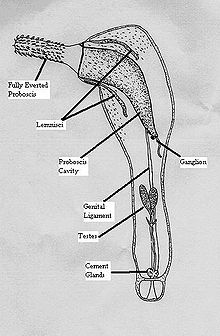 Fully Everted
Proboscis
Lemnisci
Proboscis
Cavity
Ganglion
Genital
Ligament
Testes
Cement
Glands